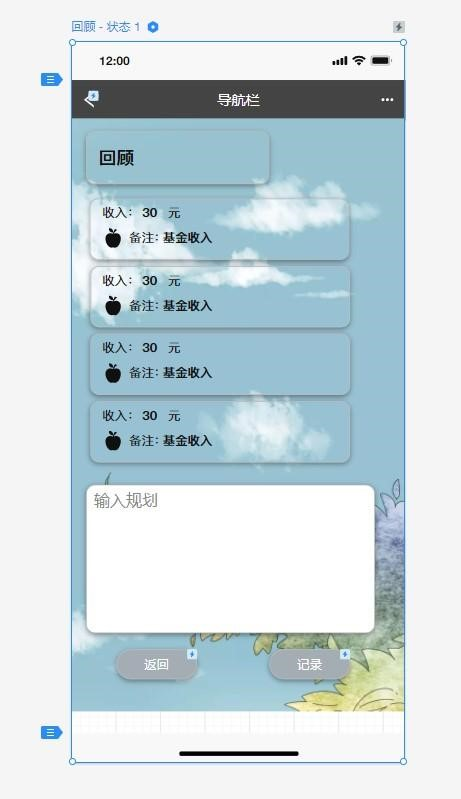 回顾 - 状态 1
12:00
导航栏
回顾
收入： 30 元
备注：基金收入
收入： 30 元
备注：基金收入
收入： 30 元
备注：基金收入
收入： 30 元
备注：基金收入
输入规划
返回 记录